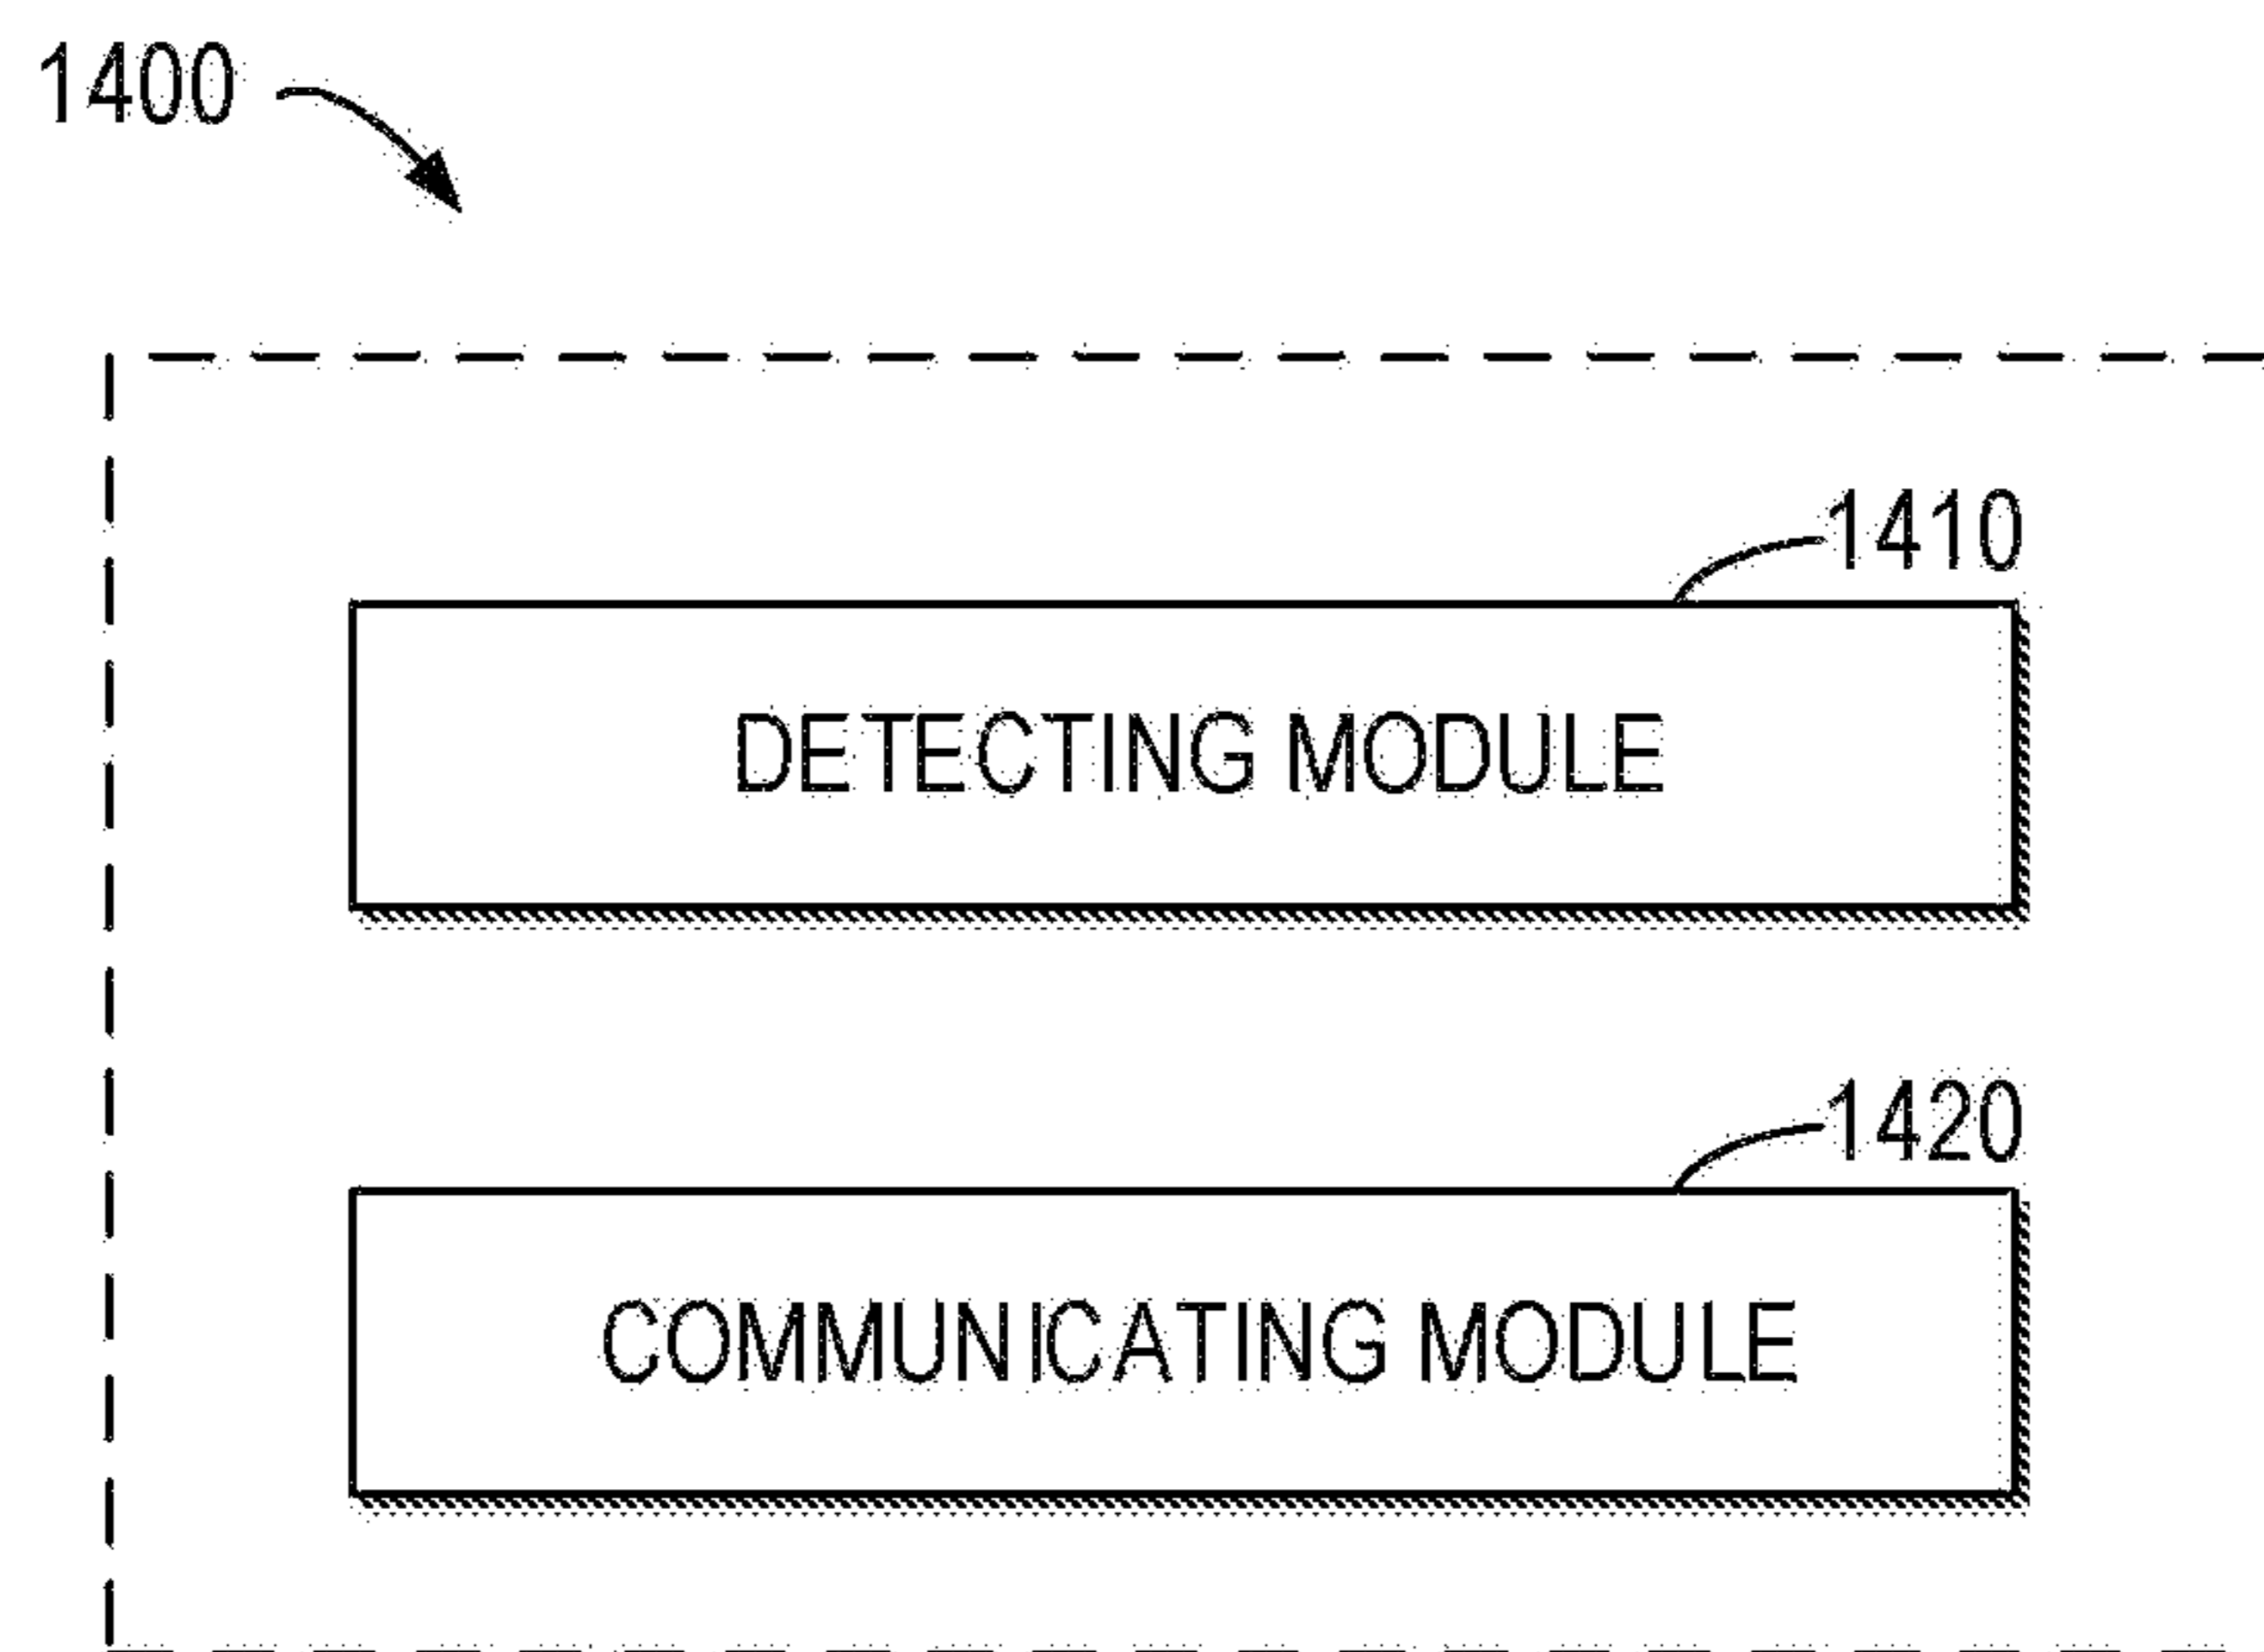 1400
1410
DETECTING MODULE
1420
COMMUNICATING MODULE